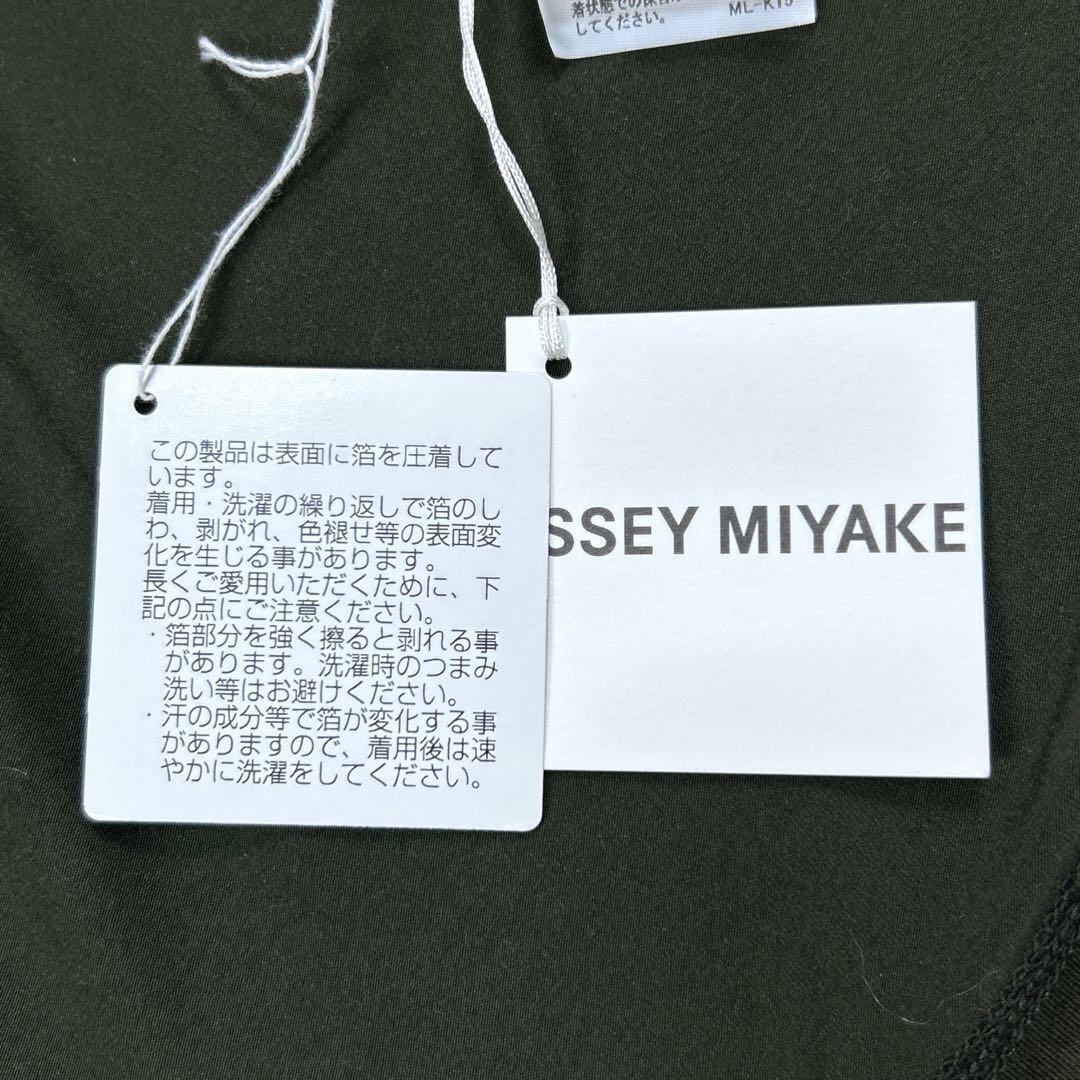 してください。
この製品は表面に箔を圧着して
います。
着用・洗濯の繰り返しで箔のし
わ、剥がれ、色褪せ等の表面変
化を生じる事があります。
長くご愛用いただくために、下
記の点にご注意ください。
・箔部分を強く擦ると剥れる事
があります。洗濯時のつまみ
洗い等はお避けください。
・汗の成分等で箔が変化する事
がありますので、着用後は速
やかに洗濯をしてください。
SSEY MIYAKE